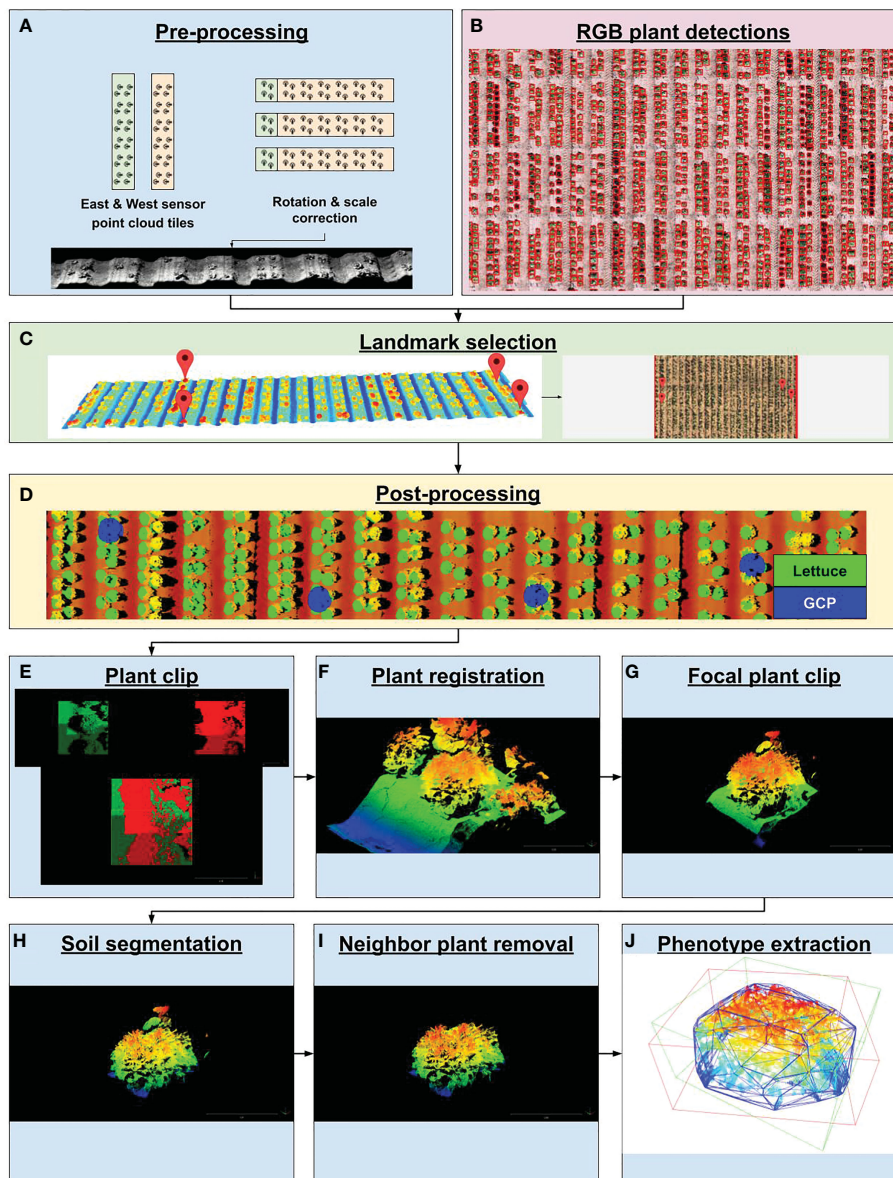 A
Pre-processing
East & West sensor
point cloud tiles
Rotation & scale
correction
B
RGB plant detections
C
Landmark selection
D
Post-processing
Lettuce
GCP
E
Plant clip
F
Plant registration
G
Focal plant clip
H
Soil segmentation
I
Neighbor plant removal
J
Phenotype extraction